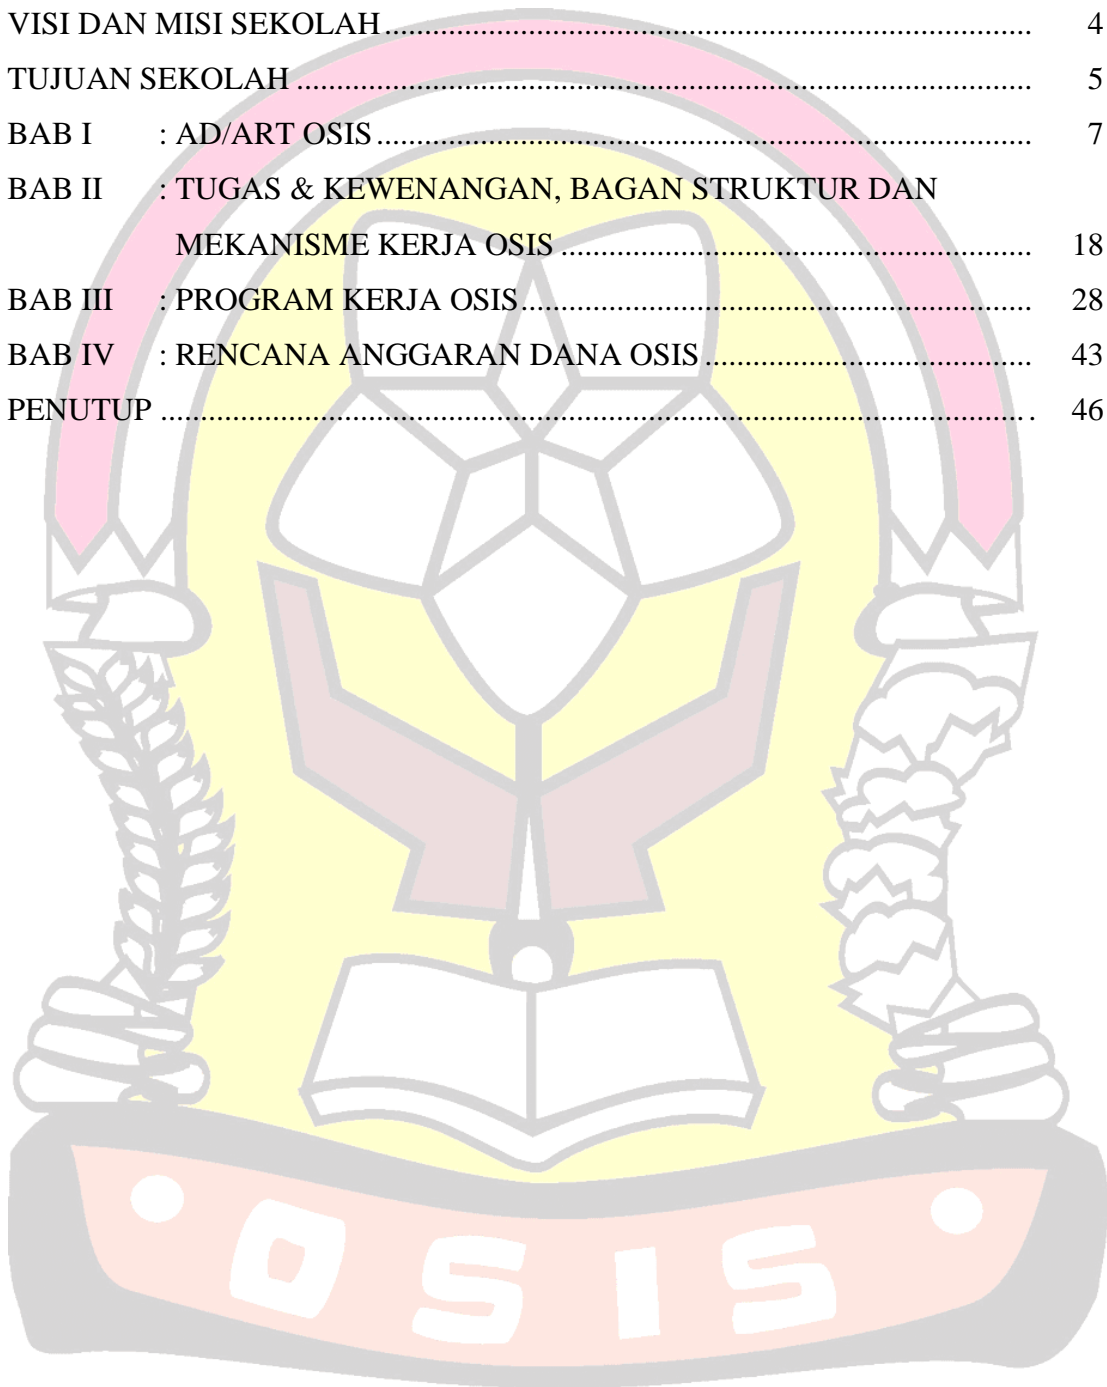 VISI DAN MISI SEKOLAH ........................................................................... 4
TUJUAN SEKOLAH ...................................................................................... 5
BAB I : AD/ART OSIS ............................................................................. 7
BAB II : TUGAS & KEWENANGAN, BAGAN STRUKTUR DAN
MEKANISME KERJA OSIS ....................................................... 18
BAB III : PROGRAM KERJA OSIS ............................................................ 28
BAB IV : RENCANA ANGGARAN DANA OSIS ...................................... 43
PENUTUP ..................................................................................................... . 46
OSIS